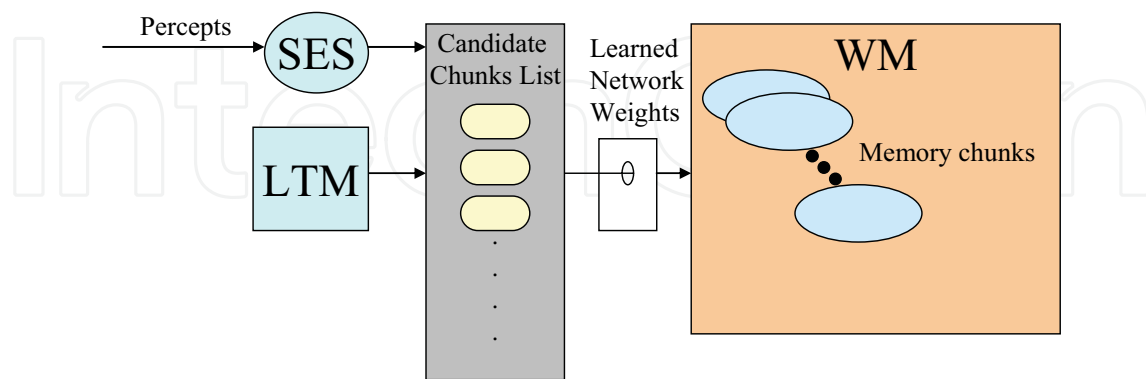 Percepts
SES
LTM
Candidate
Chunks List
Learned
Network
Weights
WM
Memory chunks